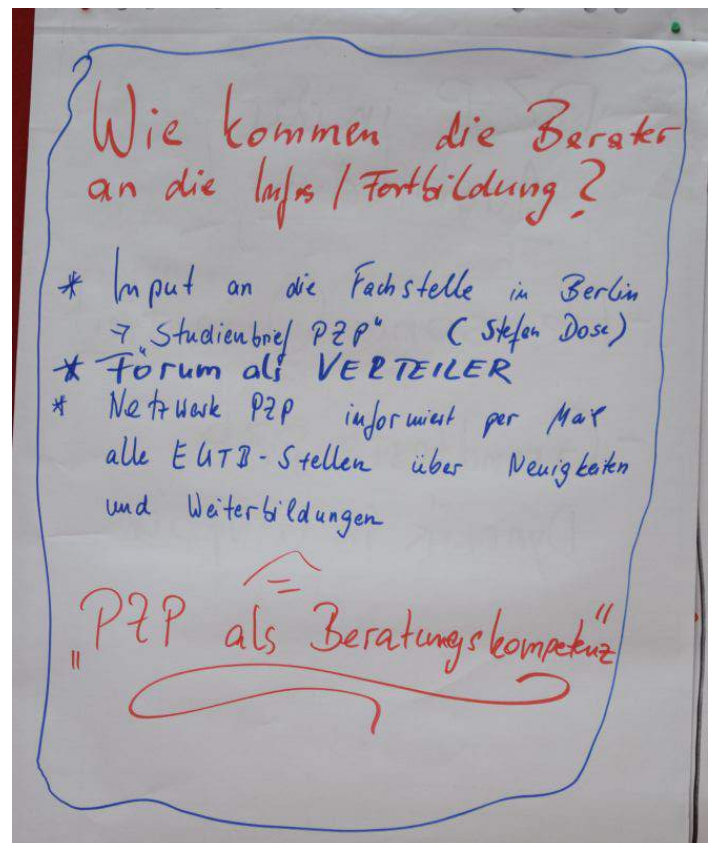 Wie kommen die Berater
an die Infos / Fortbildung?
* Input an die Fachstelle in Berlin
→ „Studienbrief PZP" (Stefan Dose)
* Forum als VERTEILER
* Netzwerk PZP informiert per Mail
alle EUTB-Stellen über Neuigkeiten
und Weiterbildungen
„PZP als Beratungskompetenz"